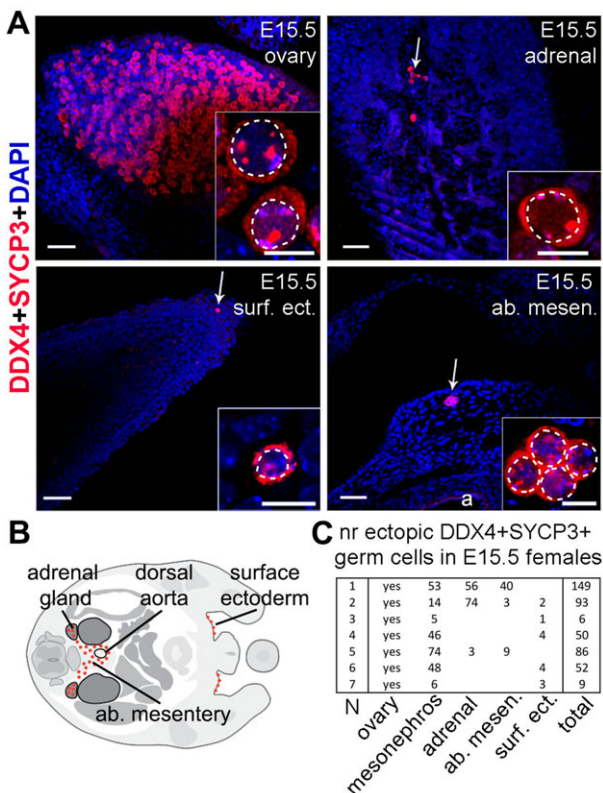 A
DDX4+SYCP3+DAPI
E15.5
ovary
E15.5
adrenal
E15.5
surf. ect.
E15.5
ab. mesen.
a
B
adrenal
gland
dorsal
aorta
surface
ectoderm
ab. mesentery
C nr ectopic DDX4+SYCP3+
germ cells in E15.5 females
1 yes 53 56 40 149
2 yes 14 74 3 2 93
3 yes 5 1 6
4 yes 46 4 50
5 yes 74 3 9 86
6 yes 48 4 52
7 yes 6 3 9
N ovary mesonephros adrenal ab. mesen. surf. ect. total